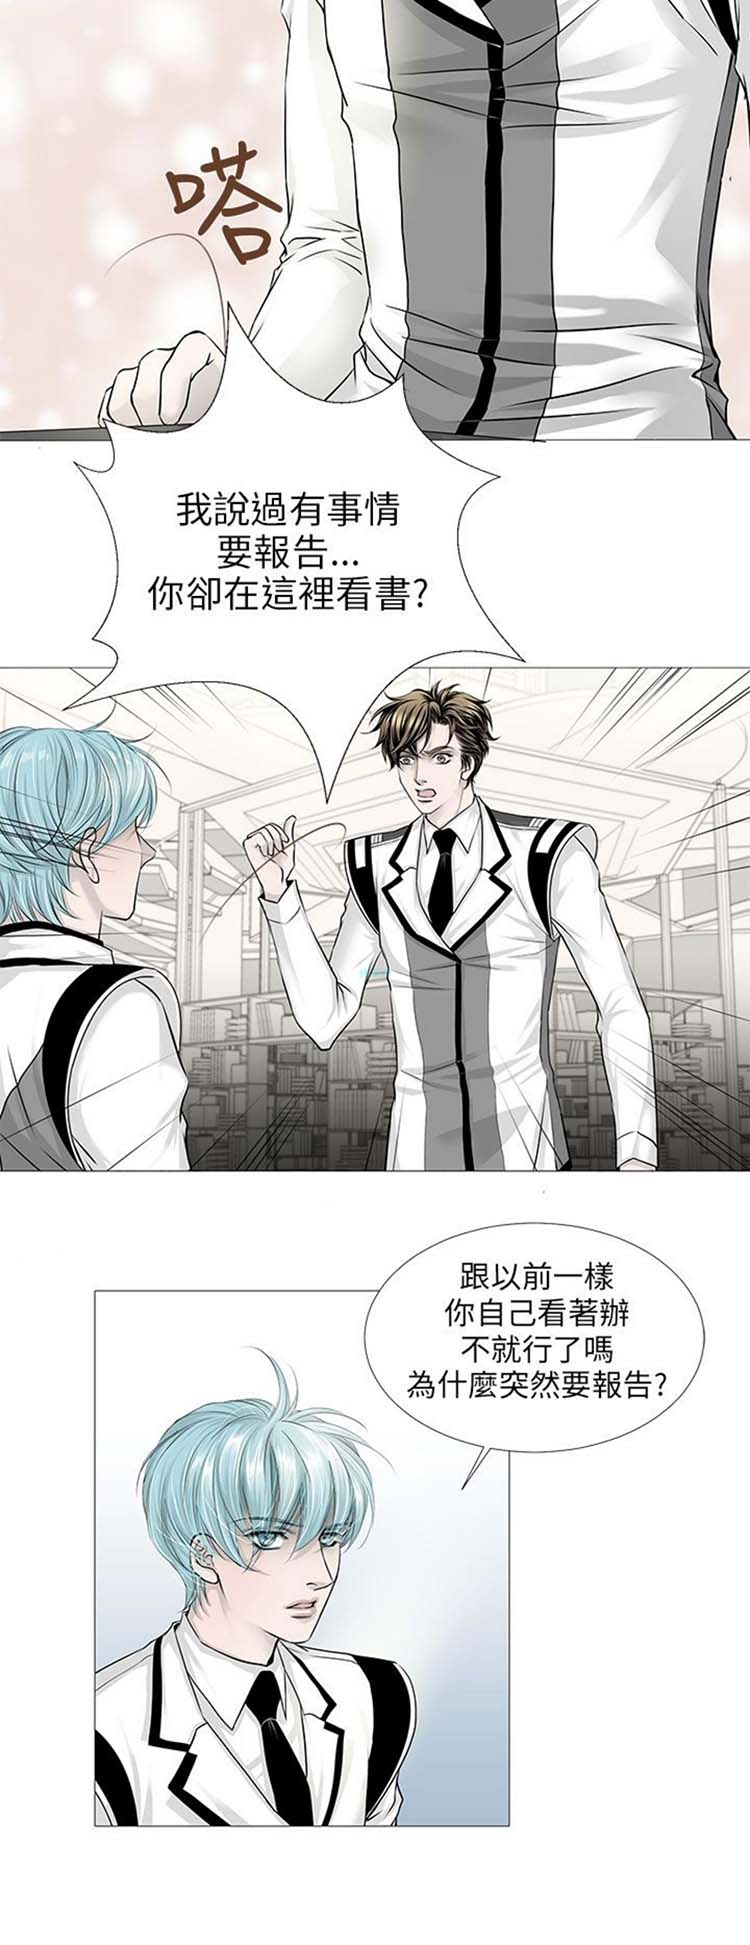 嗒
我說過有事情
要報告...
你卻在這裡看書?
跟以前一樣
你自己看著辦
不就行了嗎
為什麼突然要報告?